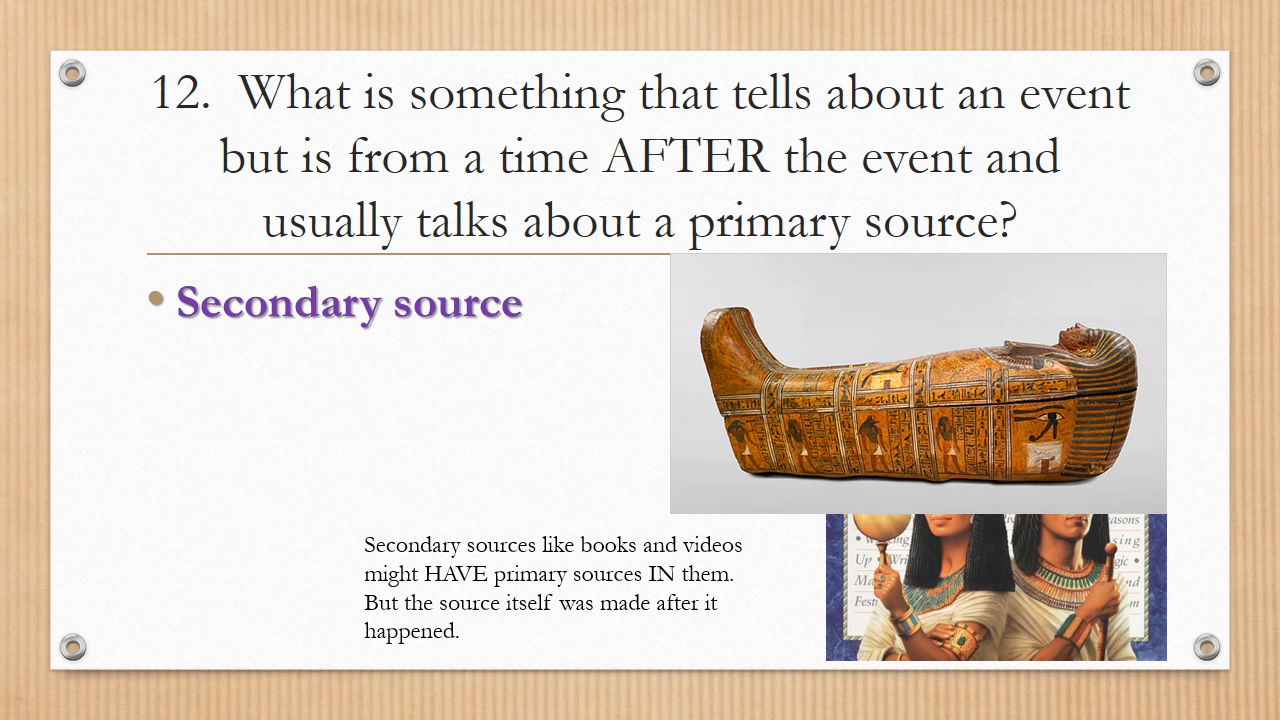 12. What is something that tells about an event
but is from a time AFTER the event and
usually talks about a primary source?
• Secondary source
Secondary sources like books and videos
might HAVE primary sources IN them.
But the source itself was made after it
happened.
Up •